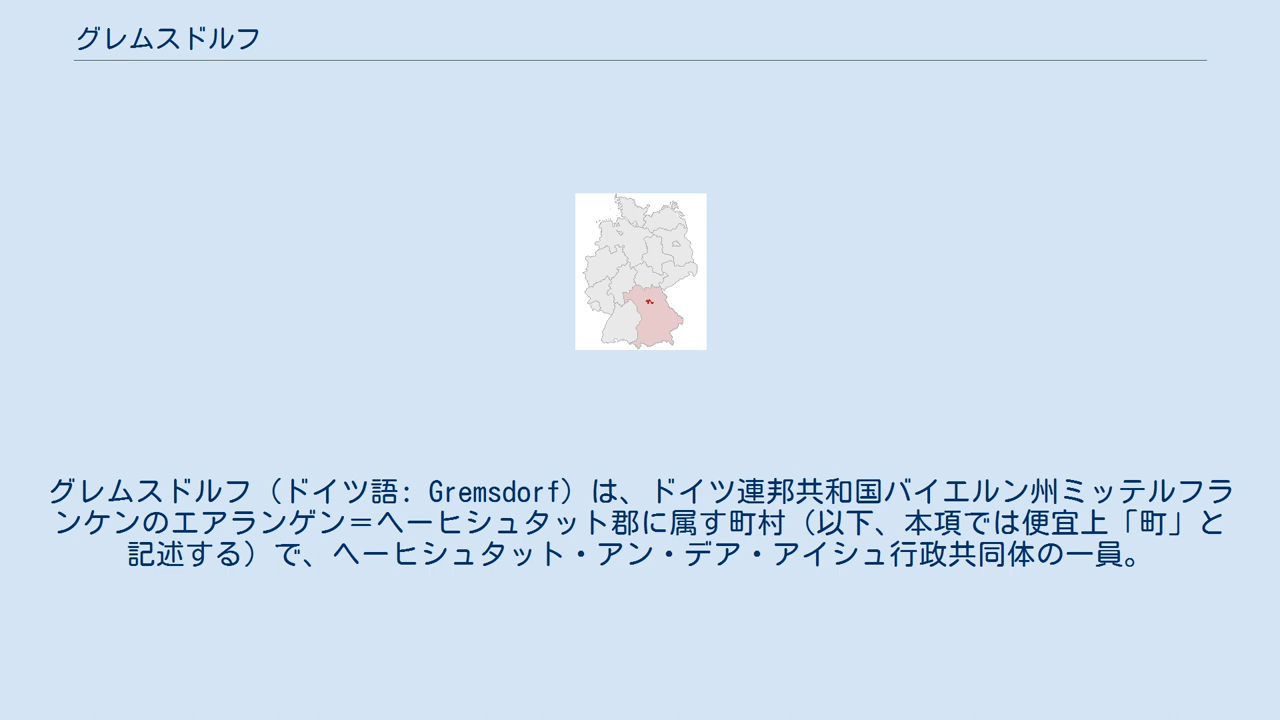 グレムスドルフ
グレムスドルフ（ドイツ語: Gremsdorf）は、ドイツ連邦共和国バイエルン州ミッテルフラ
ンケンのエアランゲン＝ヘーヒシュタット郡に属す町村（以下、本項では便宜上「町」と
記述する）で、ヘーヒシュタット・アン・デア・アイシュ行政共同体の一員。